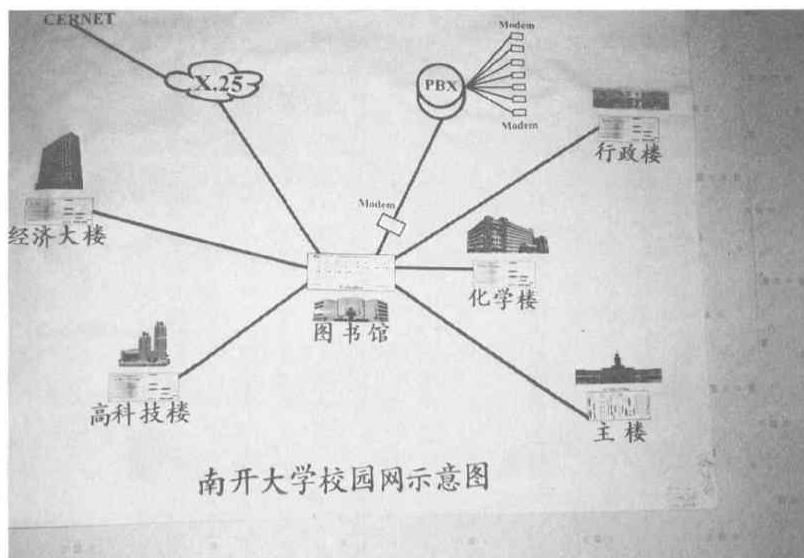 CERNET
X.25
Modem
PBX
Modem
行政楼
经济大楼
Modem
化学楼
图书馆
高科技楼
主楼
南开大学校园网示意图